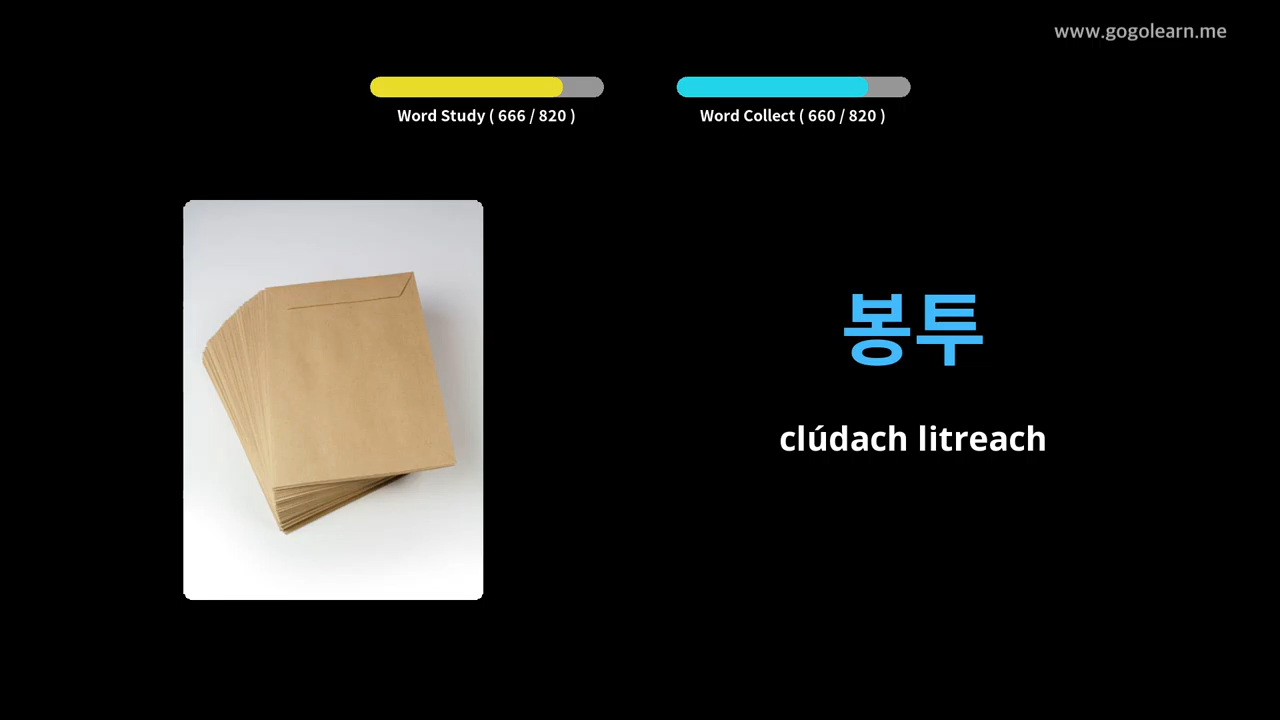 www.gogolearn.me
Word Study ( 666 / 820 )
Word Collect ( 660 / 820 )
봉투
clúdach litreach